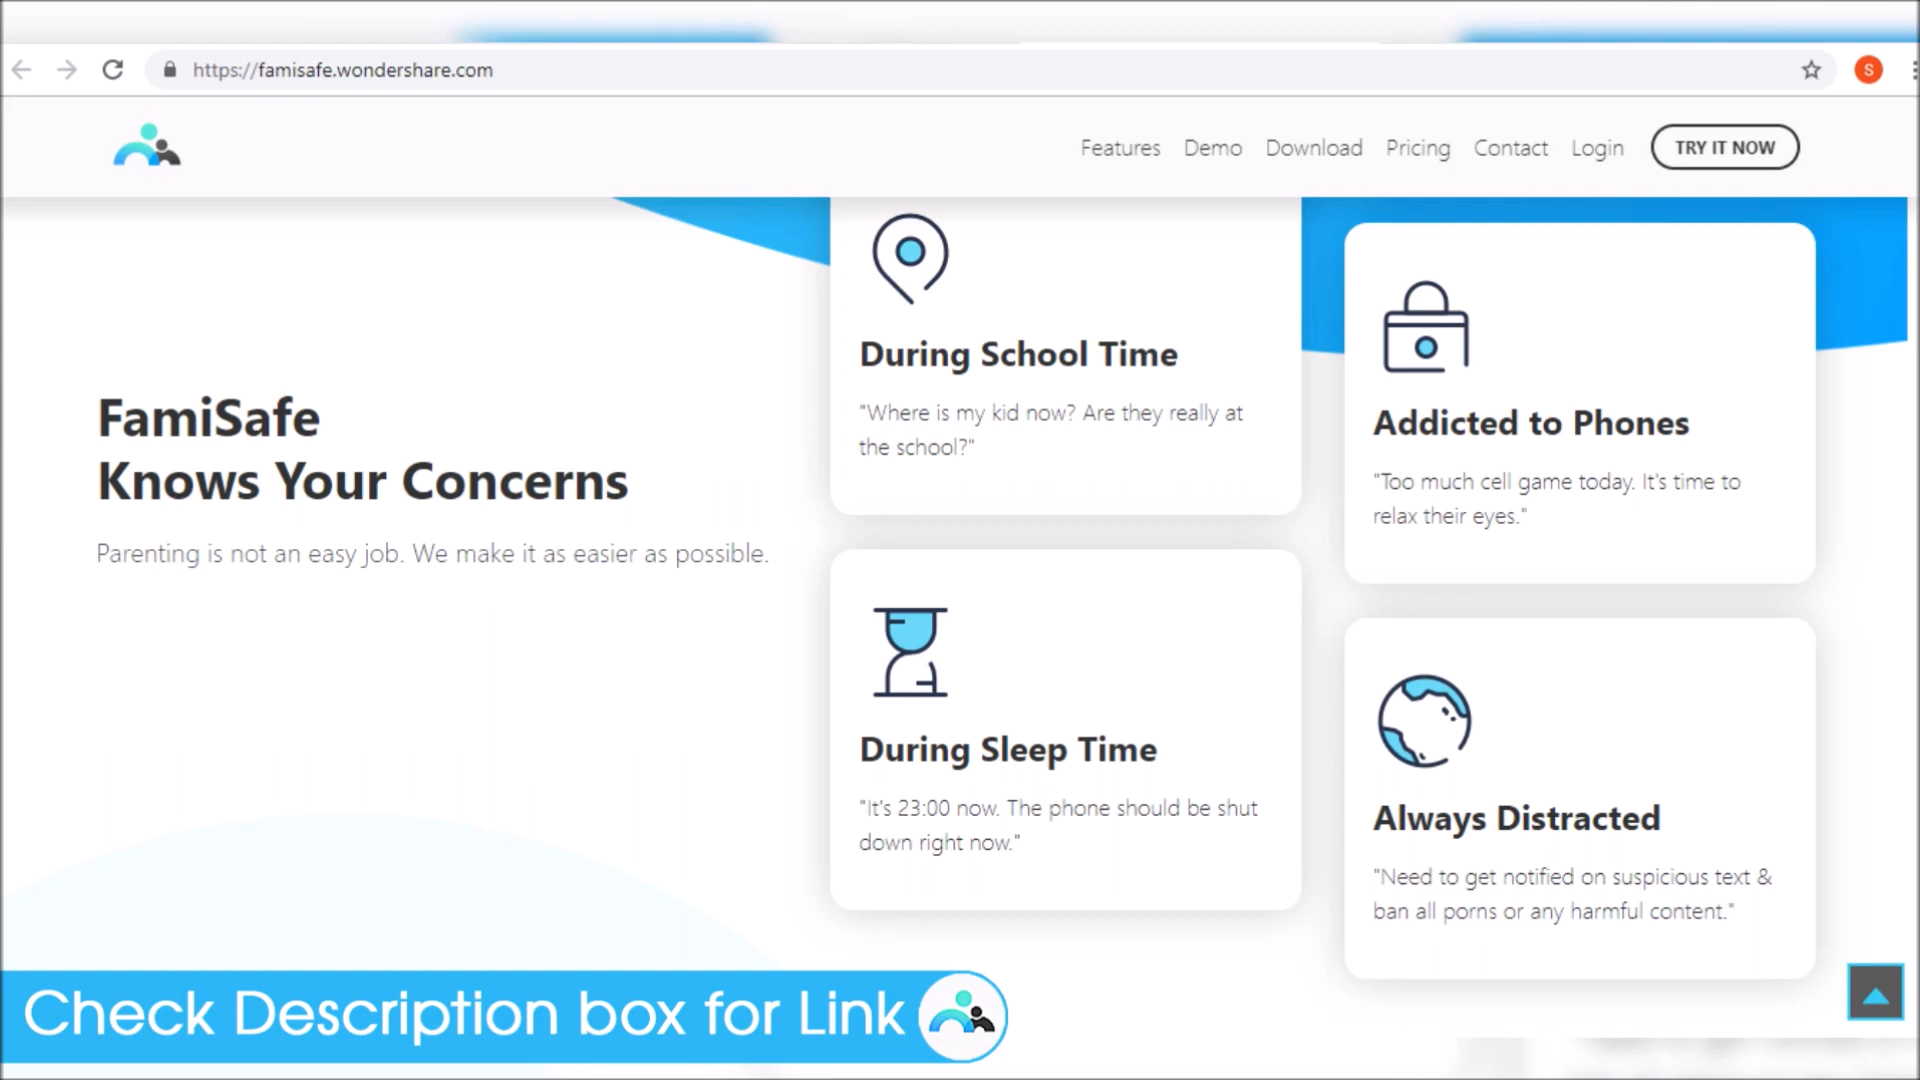 https://famisafe.wondershare.com
S
Features Demo Download Pricing Contact Login TRY IT NOW
FamiSafe
Knows Your Concerns
Parenting is not an easy job. We make it as easier as possible.
During School Time
"Where is my kid now? Are they really at
the school?"
Addicted to Phones
"Too much cell game today. It's time to
relax their eyes."
During Sleep Time
"It's 23:00 now. The phone should be shut
down right now."
Always Distracted
"Need to get notified on suspicious text &
ban all porns or any harmful content."
Check Description box for Link